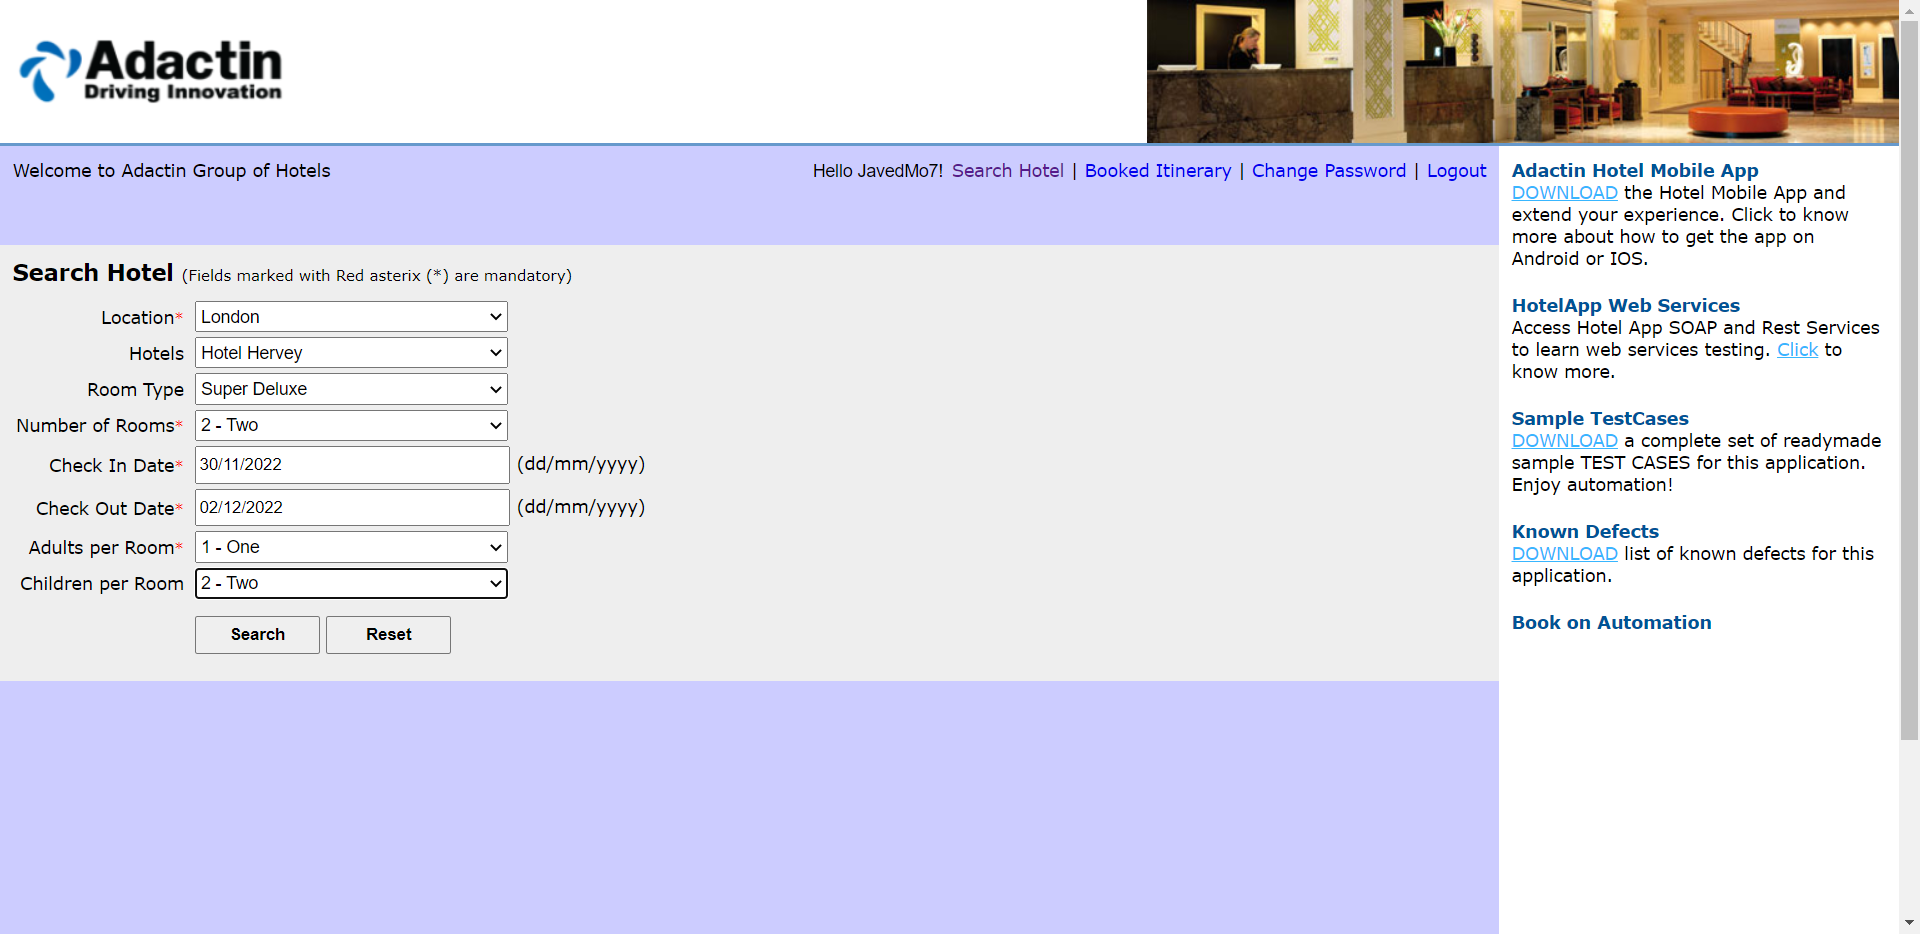 Adactin
Driving Innovation
Welcome to Adactin Group of Hotels
Hello JavedMo7! Search Hotel | Booked Itinerary | Change Password | Logout
Search Hotel (Fields marked with Red asterix (*) are mandatory)
Location* London
Hotels Hotel Hervey
Room Type Super Deluxe
Number of Rooms* 2 - Two
Check In Date* 30/11/2022 (dd/mm/yyyy)
Check Out Date* 02/12/2022 (dd/mm/yyyy)
Adults per Room* 1 - One
Children per Room 2 - Two
Search Reset
Adactin Hotel Mobile App
DOWNLOAD the Hotel Mobile App and
extend your experience. Click to know
more about how to get the app on
Android or IOS.
HotelApp Web Services
Access Hotel App SOAP and Rest Services
to learn web services testing. Click to
know more.
Sample TestCases
DOWNLOAD a complete set of readymade
sample TEST CASES for this application.
Enjoy automation!
Known Defects
DOWNLOAD list of known defects for this
application.
Book on Automation